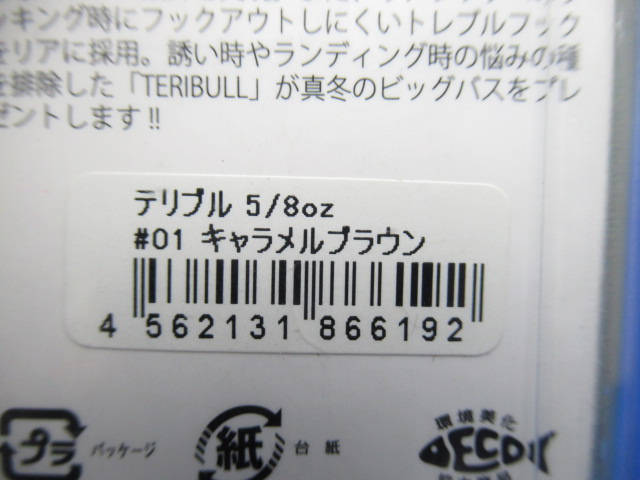 ッキング時にフックアウトしにくいトレブルフック
をリアに採用。誘い時やランディング時の悩みの種
を排除した「TERIBULL」が真冬のビッグバスをプレ
ゼントします!!
テリブル 5/8oz
#01 キャラメルブラウン
4 562131 866192
プラ パッケージ
紙 台紙
環境美化
ECO